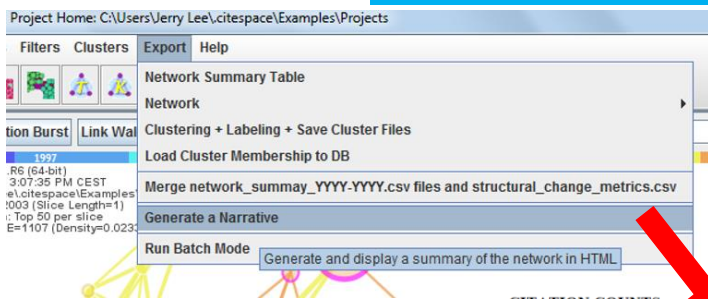 Project Home: C:\Users\Jerry Lee\.citespace\Examples\Projects
Filters Clusters Export Help
Network Summary Table
Network
tion Burst Link Wal
Clustering + Labeling + Save Cluster Files
1997
Load Cluster Membership to DB
.R6 (64-bit)
3:07:35 PM CEST
e\.citespace\Examples
Merge network_summay_YYYY-YYYY.csv files and structural_change_metrics.csv
2003 (Slice Length=1)
: Top 50 per slice
Generate a Narrative
E=1107 (Density=0.023
Run Batch Mode
Generate and display a summary of the network in HTML